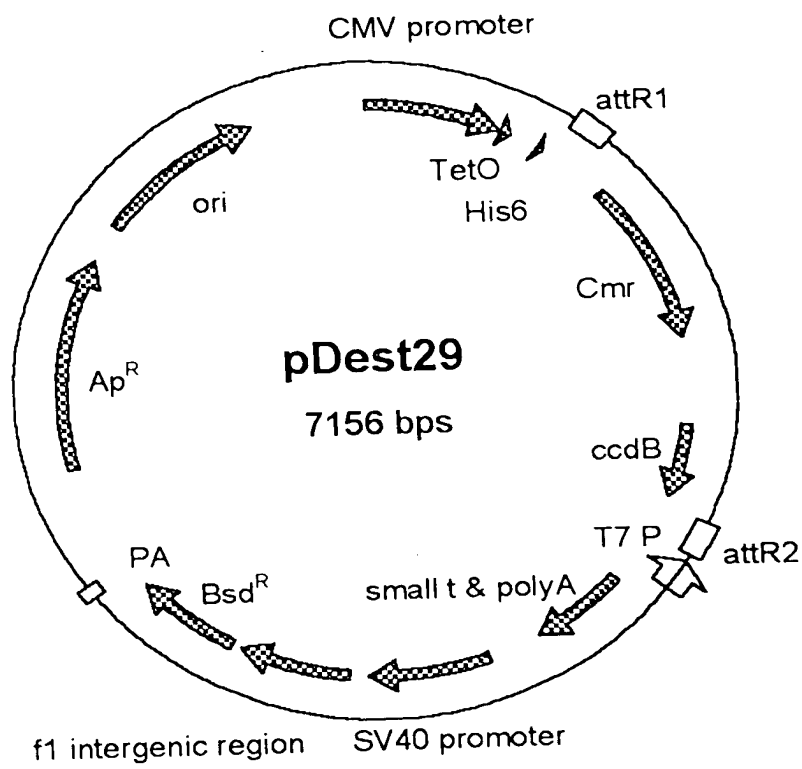 CMV promoter
attR1
TetO
His6
ori
Cmr
pDest29
7156 bps
Ap^R
ccdB
T7 P
attR2
PA
Bsd^R
small t & polyA
f1 intergenic region
SV40 promoter